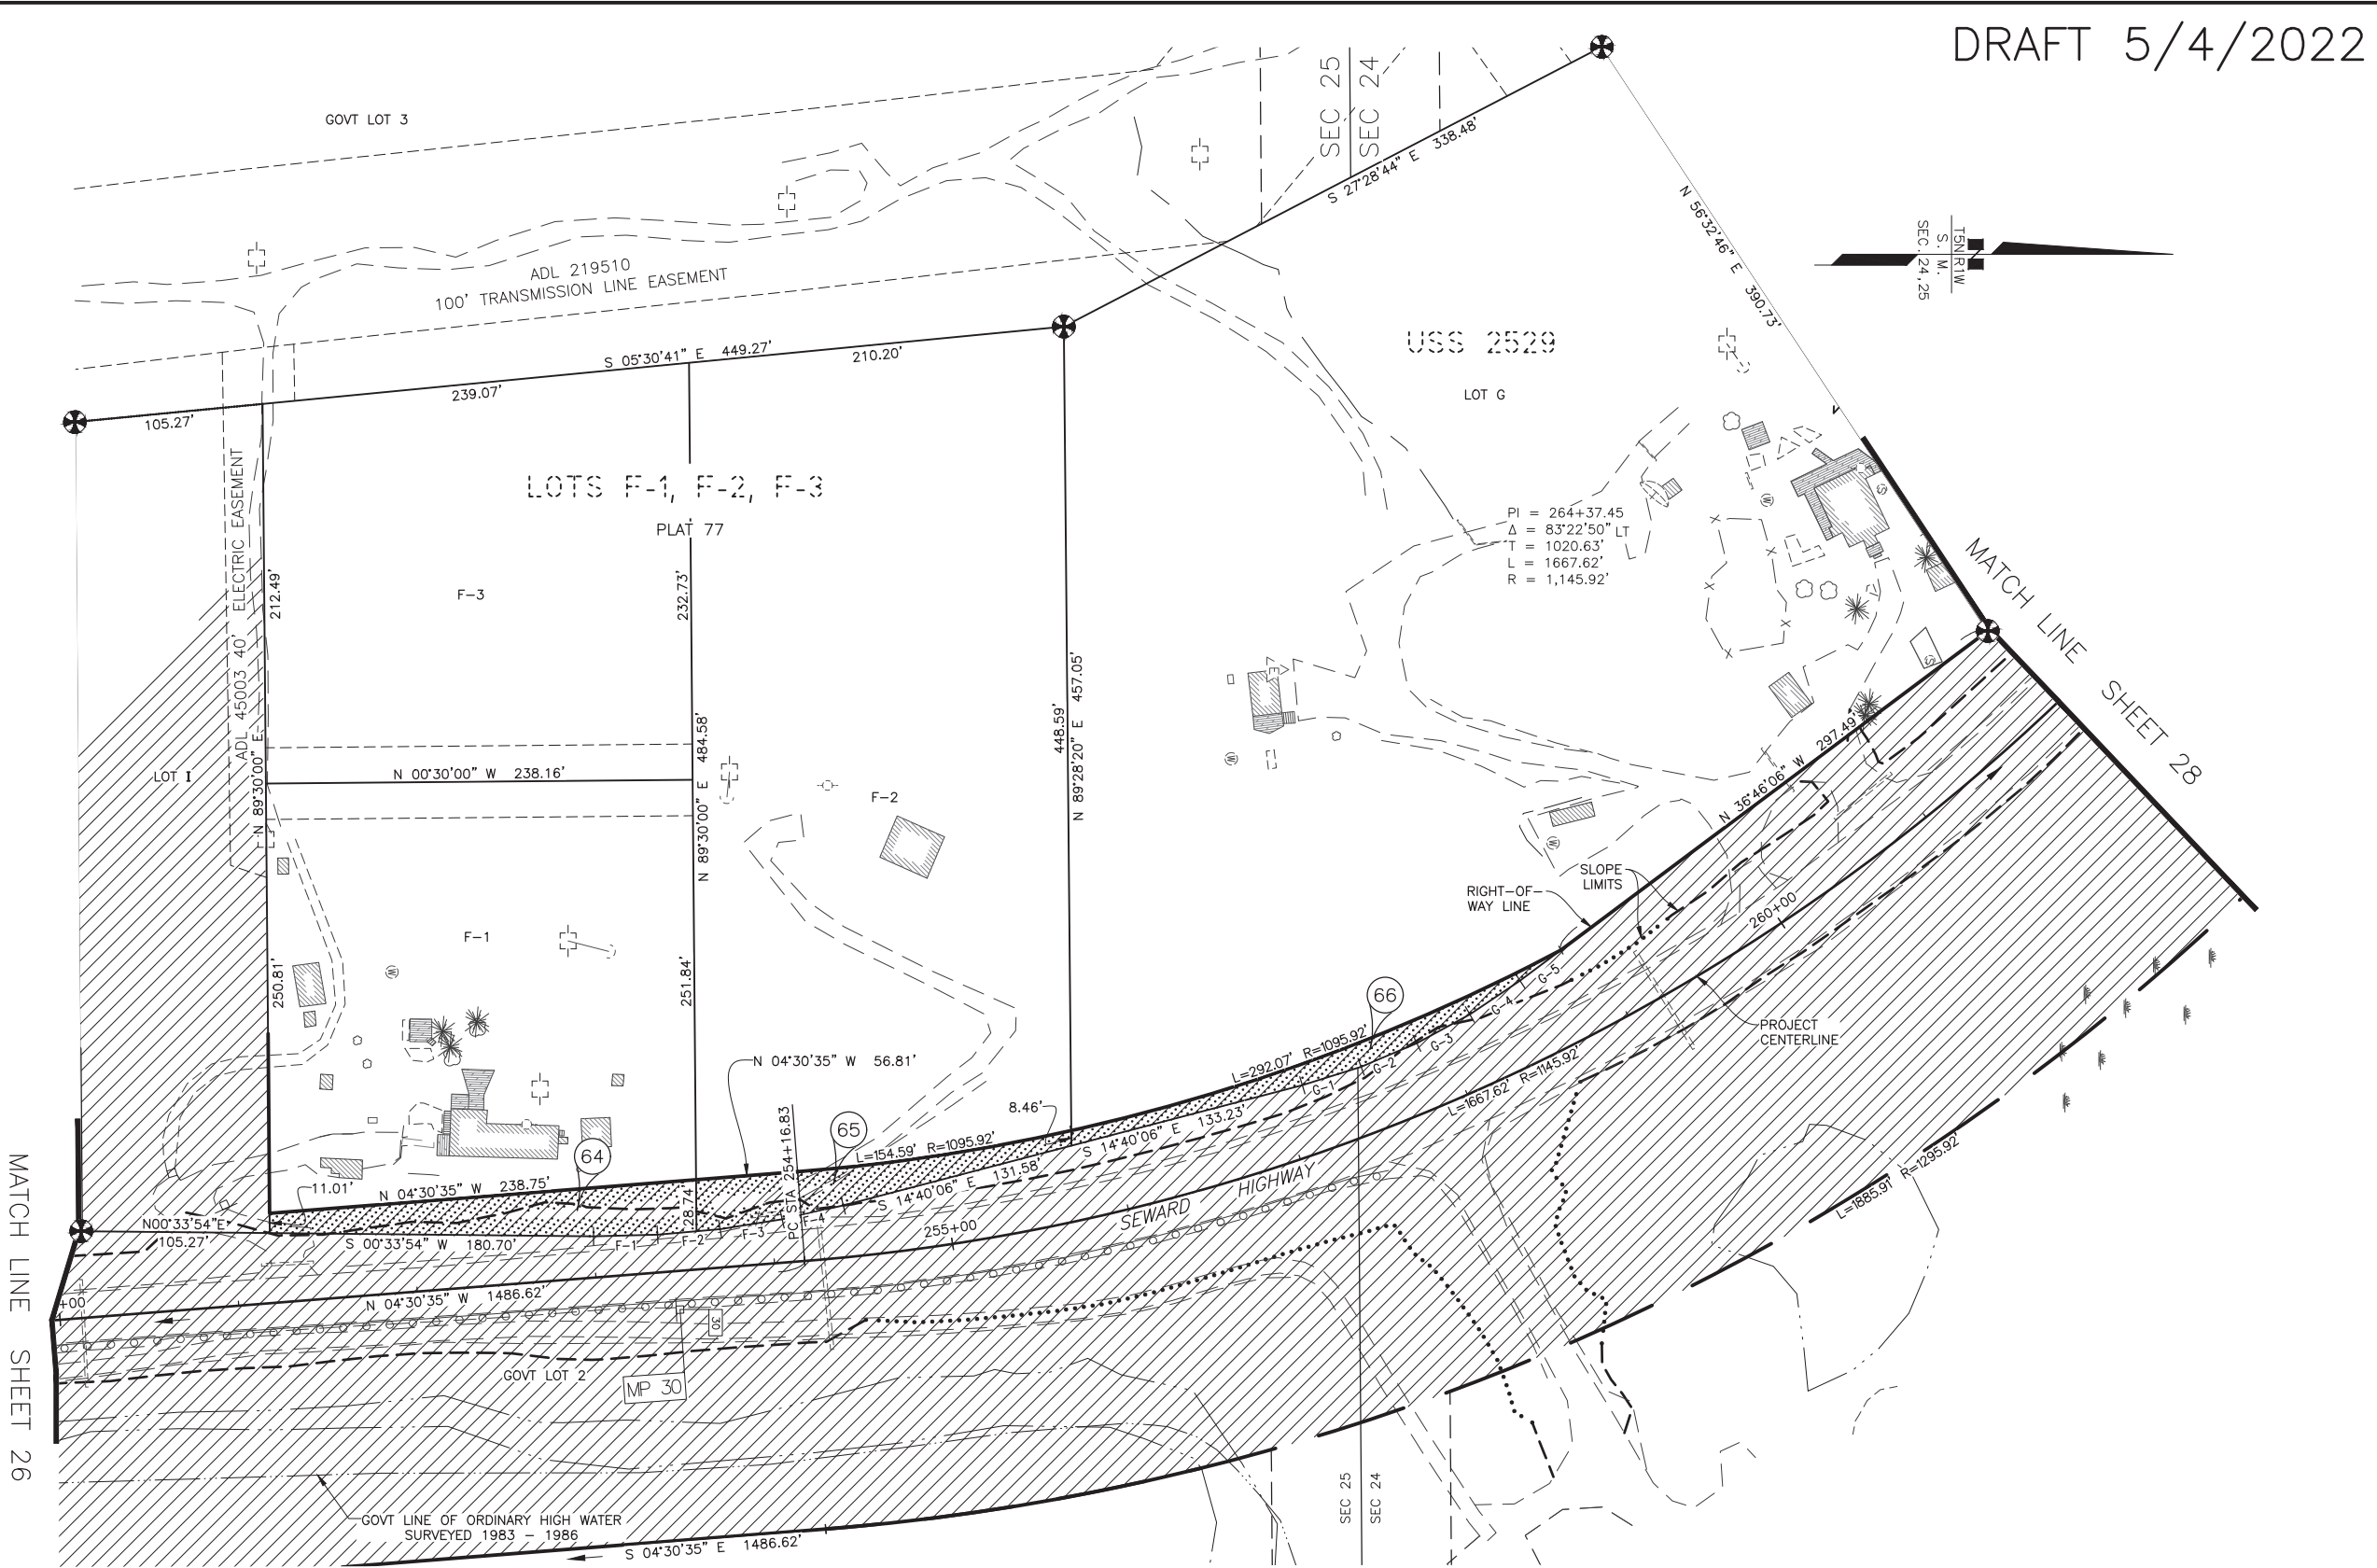 DRAFT 5/4/2022
GOVT LOT 3
SEC 25
SEC 24
S 27°28'44" E 338.48'
N 56°32'46" E 390.73'
T5N R1W
S. M.
SEC. 24,25
N
ADL 219510
100' TRANSMISSION LINE EASEMENT
USS 2529
LOT G
S 05°30'41" E 449.27'
210.20'
239.07'
105.27'
LOTS F-1, F-2, F-3
PLAT 77
ADL 45003 40' ELECTRIC EASEMENT
PI = 264+37.45
Δ = 83°22'50" LT
T = 1020.63'
L = 1667.62'
R = 1,145.92'
MATCH LINE SHEET 28
F-3
212.49'
232.73'
448.59'
N 89°28'20" E 457.05'
N 89°30'00" E 484.58'
N 89°30'00" E
LOT I
N 00°30'00" W 238.16'
F-2
F-1
250.81'
251.84'
N 36°46'06" W 297.49'
SLOPE
LIMITS
RIGHT-OF-
WAY LINE
260+00
PROJECT
CENTERLINE
66
G-5
G-4
G-3
G-2
G-1
L=292.07' R=1095.92'
L=1667.62' R=1145.92'
N 04°30'35" W 56.81'
65
8.46'
L=154.59' R=1095.92'
S 14°40'06" E 133.23'
S 14°40'06" E 131.58'
PC STA 254+16.83
64
11.01'
N 04°30'35" W 238.75'
28.74
N00°33'54"E
105.27'
S 00°33'54" W 180.70'
F-1
F-2
F-3
F-4
255+00
SEWARD HIGHWAY
L=1885.91' R=1295.92'
+00
N 04°30'35" W 1486.62'
30
MP 30
GOVT LOT 2
MATCH LINE SHEET 26
SEC 25
SEC 24
GOVT LINE OF ORDINARY HIGH WATER
SURVEYED 1983 - 1986
S 04°30'35" E 1486.62'
W
W
W
W
S
S
E